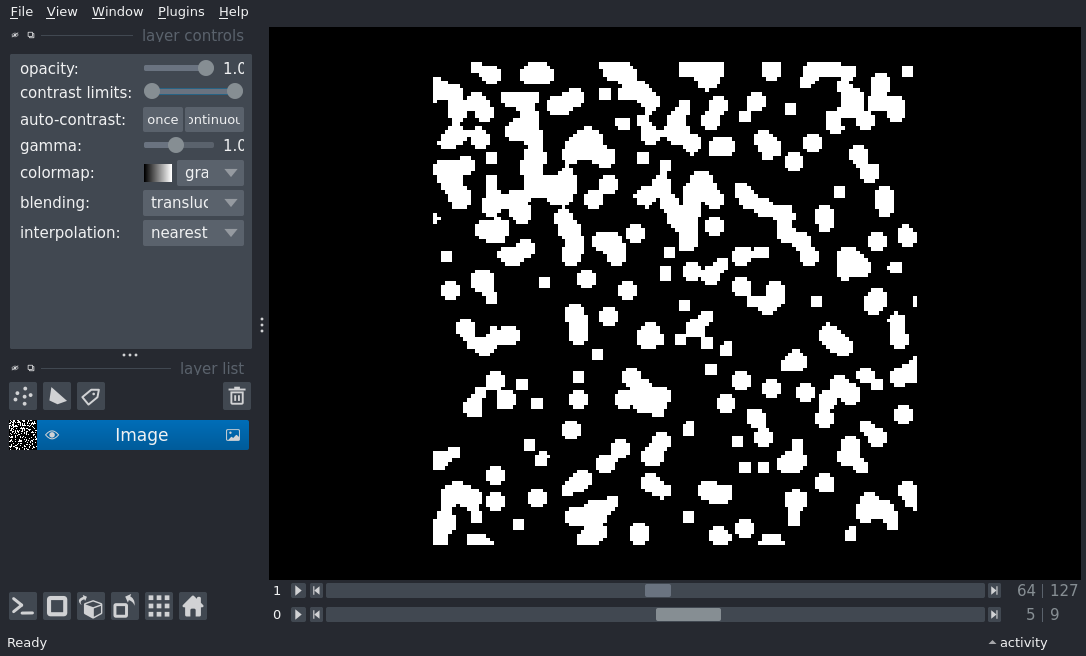 File View Window Plugins Help
layer controls
opacity: 1.0
contrast limits:
auto-contrast: once ontinuou
gamma: 1.0
colormap: gra
blending: transluc
interpolation: nearest
layer list
Image
1 64 | 127
0 5 | 9
Ready activity